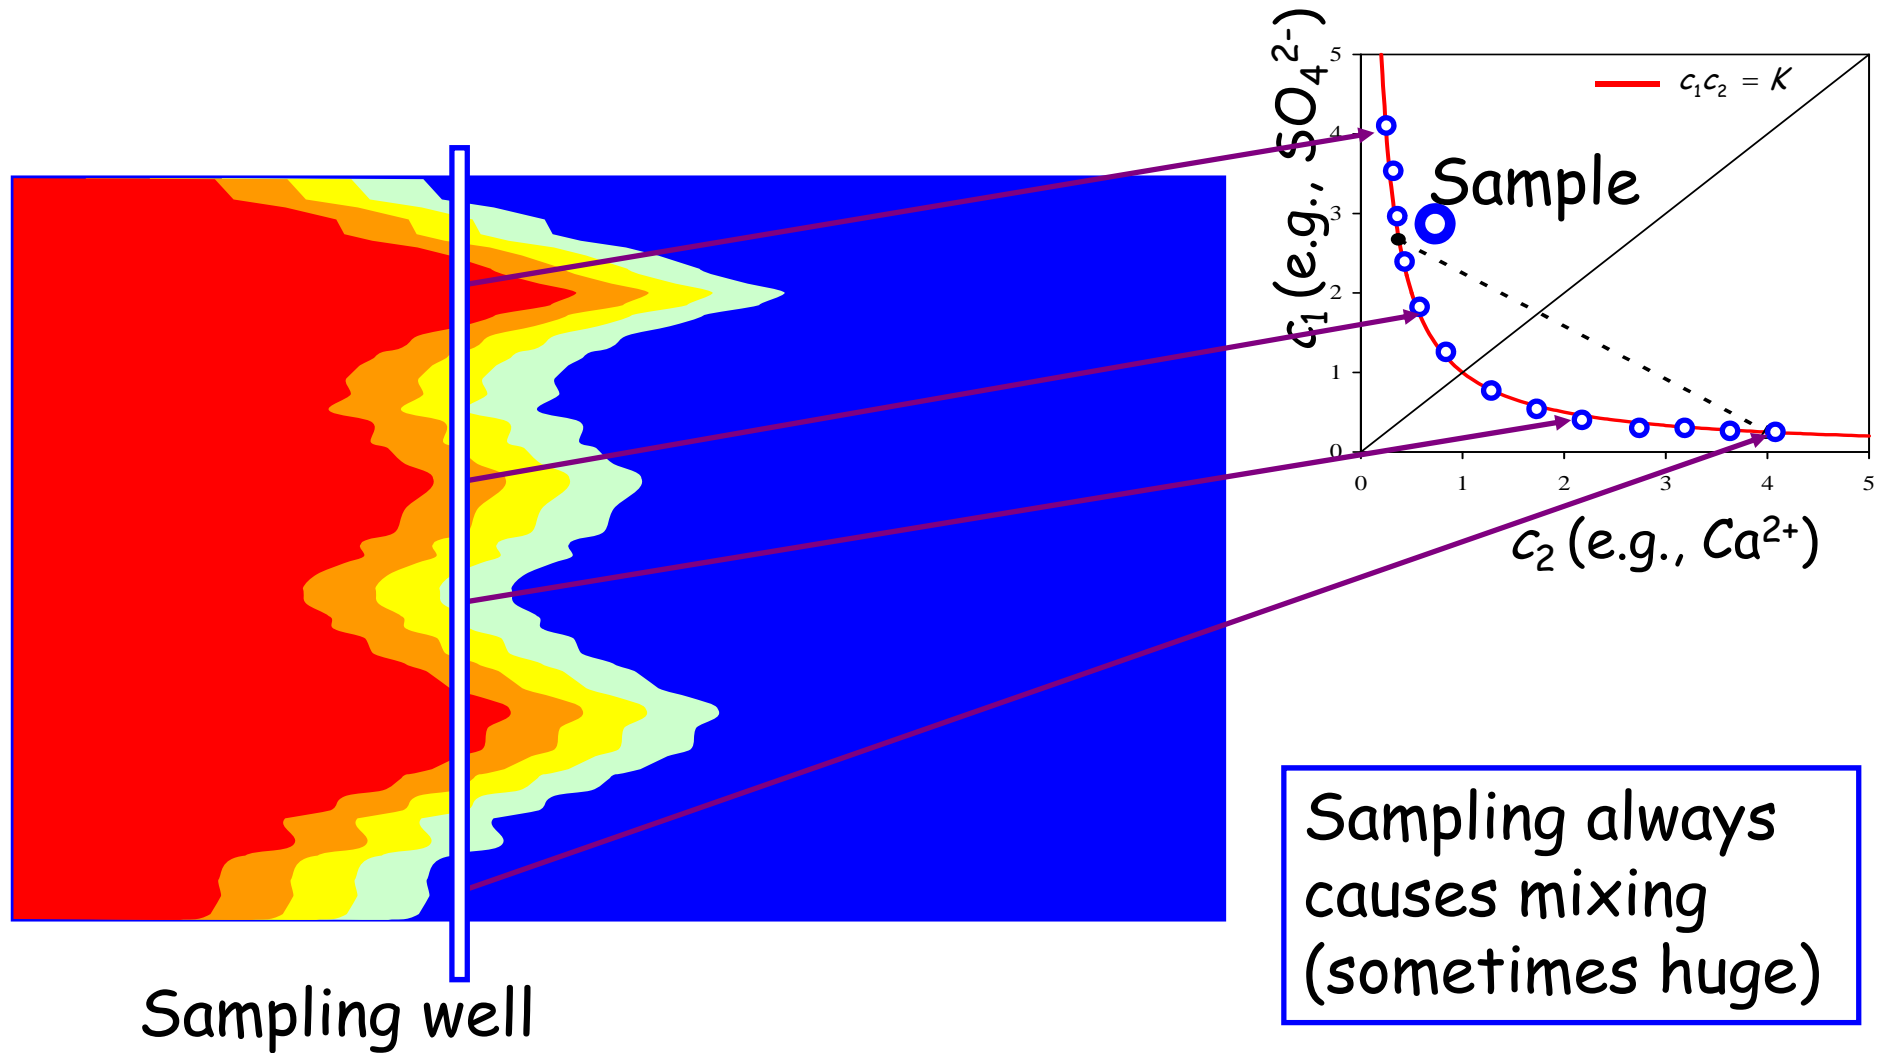 c₁ (e.g., SO₄²⁻)
5
4
3
2
1
0
c₁c₂ = K
Sample
0 1 2 3 4 5
c₂ (e.g., Ca²⁺)
Sampling well
Sampling always
causes mixing
(sometimes huge)